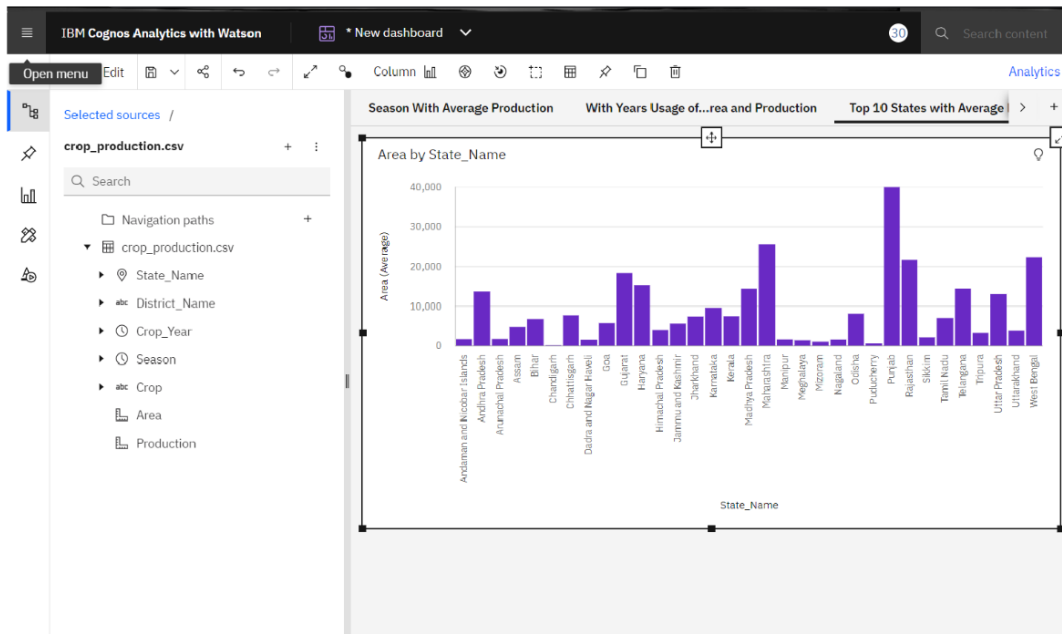 IBM Cognos Analytics with Watson
* New dashboard
30
Search content
Open menu
Edit
Column
Analytics
Selected sources /
crop_production.csv
Search
Navigation paths
crop_production.csv
State_Name
abc District_Name
Crop_Year
Season
abc Crop
Area
Production
Season With Average Production
With Years Usage of...rea and Production
Top 10 States with Average
Area by State_Name
Area (Average)
40,000
30,000
20,000
10,000
0
Andaman and Nicobar Islands
Andhra Pradesh
Arunachal Pradesh
Assam
Bihar
Chandigarh
Chhattisgarh
Dadra and Nagar Haveli
Goa
Gujarat
Haryana
Himachal Pradesh
Jammu and Kashmir
Jharkhand
Karnataka
Kerala
Madhya Pradesh
Maharashtra
Manipur
Meghalaya
Mizoram
Nagaland
Odisha
Puducherry
Punjab
Rajasthan
Sikkim
Tamil Nadu
Telangana
Tripura
Uttar Pradesh
Uttarakhand
West Bengal
State_Name